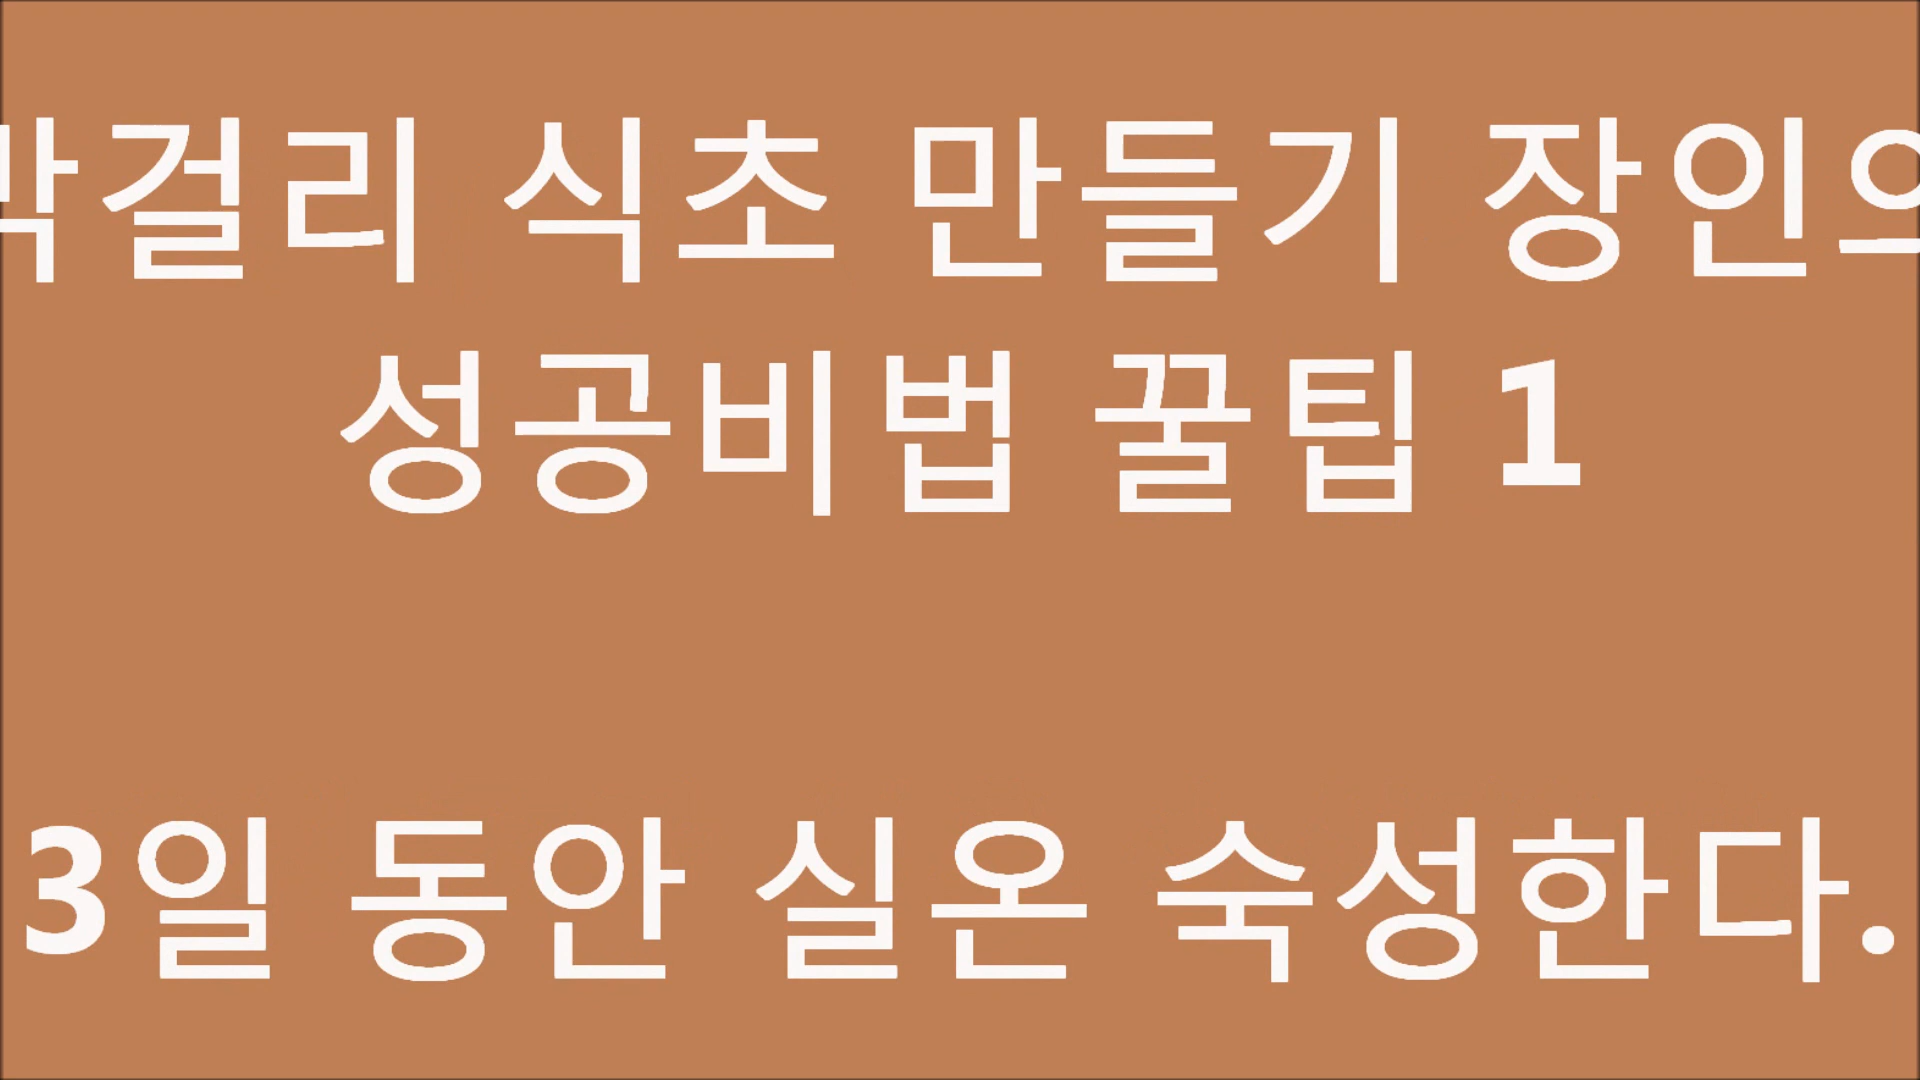 막걸리 식초 만들기 장인의
성공비법 꿀팁 1
3일 동안 실온 숙성한다.